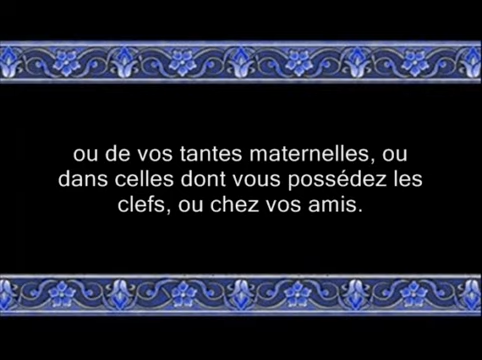 ou de vos tantes maternelles, ou
dans celles dont vous possédez les
clefs, ou chez vos amis.